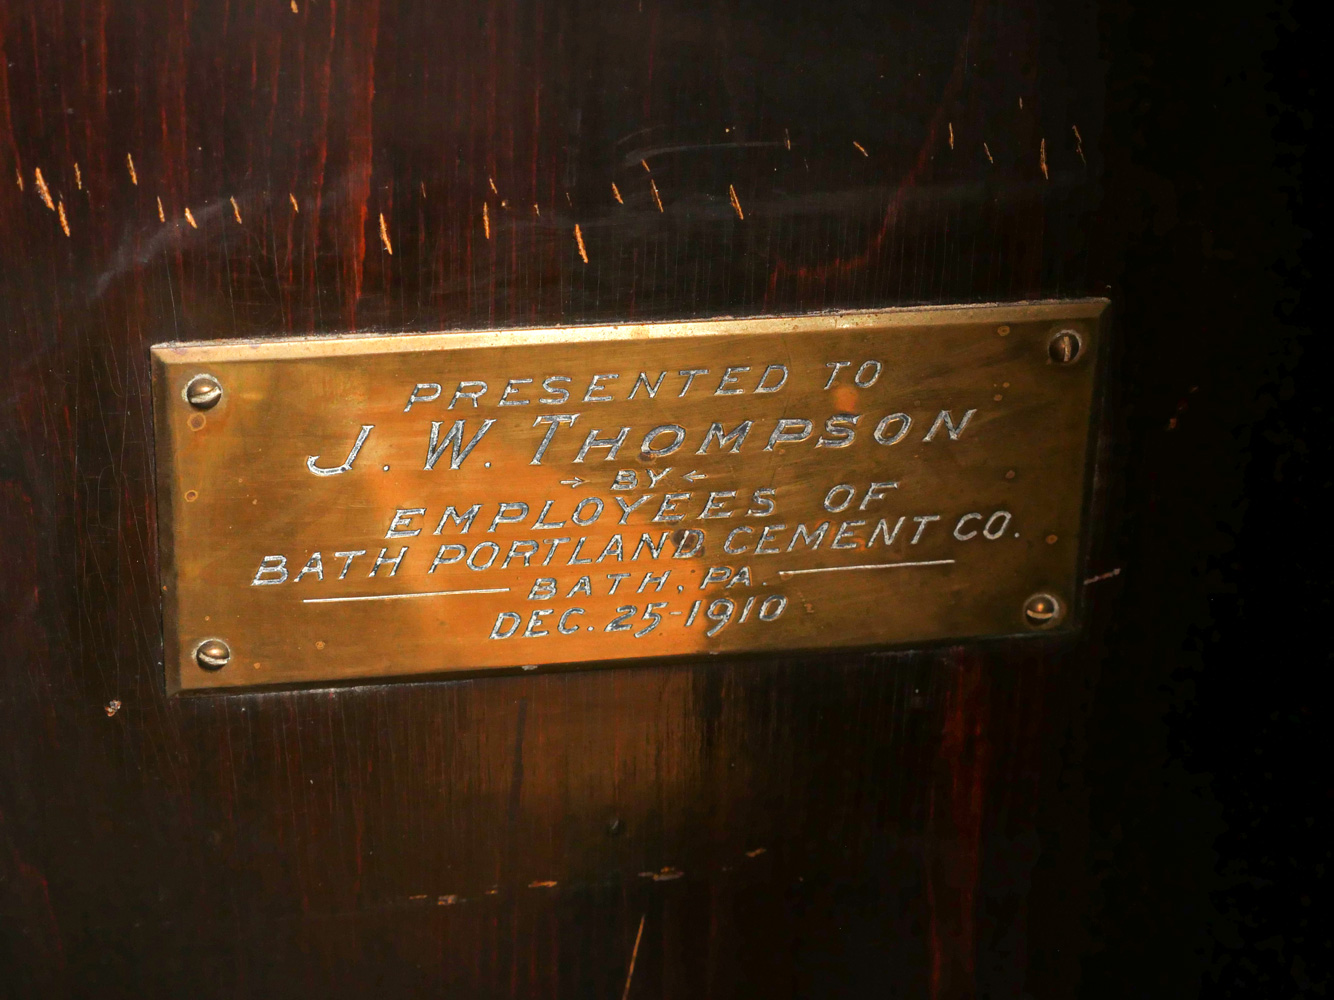 PRESENTED TO
J. W. THOMPSON
→ BY ←
EMPLOYEES OF
BATH PORTLAND CEMENT CO.
BATH, PA.
DEC. 25-1910